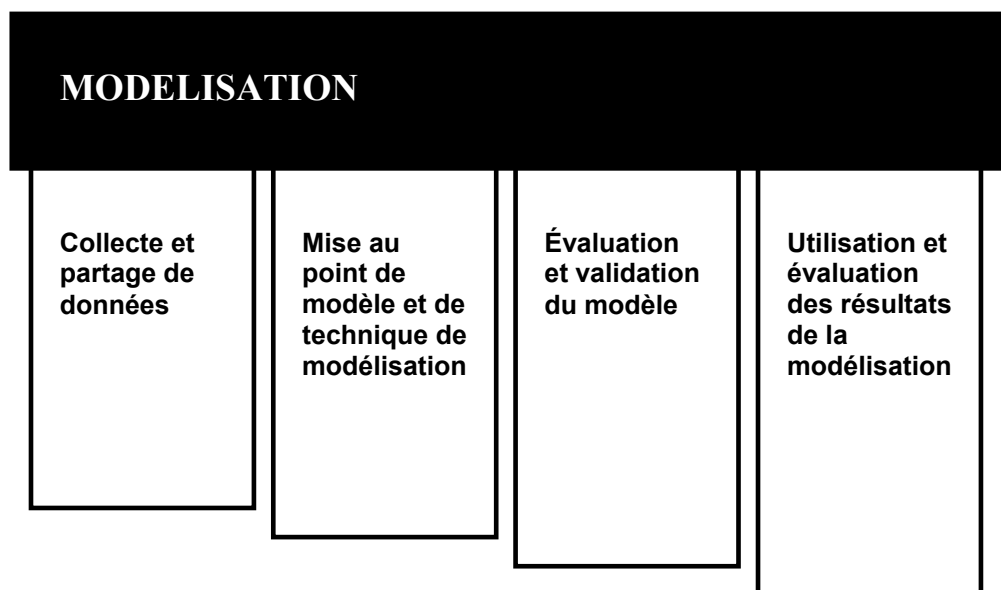 MODELISATION
Collecte et
partage de
données
Mise au
point de
modèle et de
technique de
modélisation
Évaluation
et validation
du modèle
Utilisation et
évaluation
des résultats
de la
modélisation